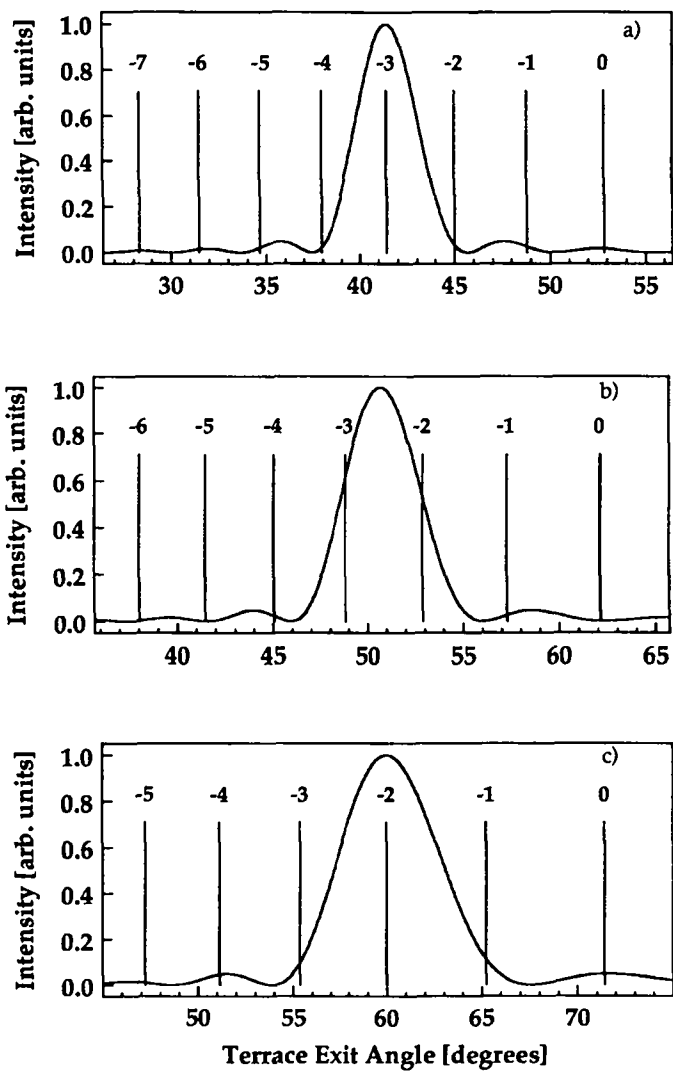 a)
1.0
0.8
0.6
0.4
0.2
0.0
Intensity [arb. units]
-7 -6 -5 -4 -3 -2 -1 0
30 35 40 45 50 55
b)
1.0
0.8
0.6
0.4
0.2
0.0
Intensity [arb. units]
-6 -5 -4 -3 -2 -1 0
40 45 50 55 60 65
c)
1.0
0.8
0.6
0.4
0.2
0.0
Intensity [arb. units]
-5 -4 -3 -2 -1 0
50 55 60 65 70
Terrace Exit Angle [degrees]